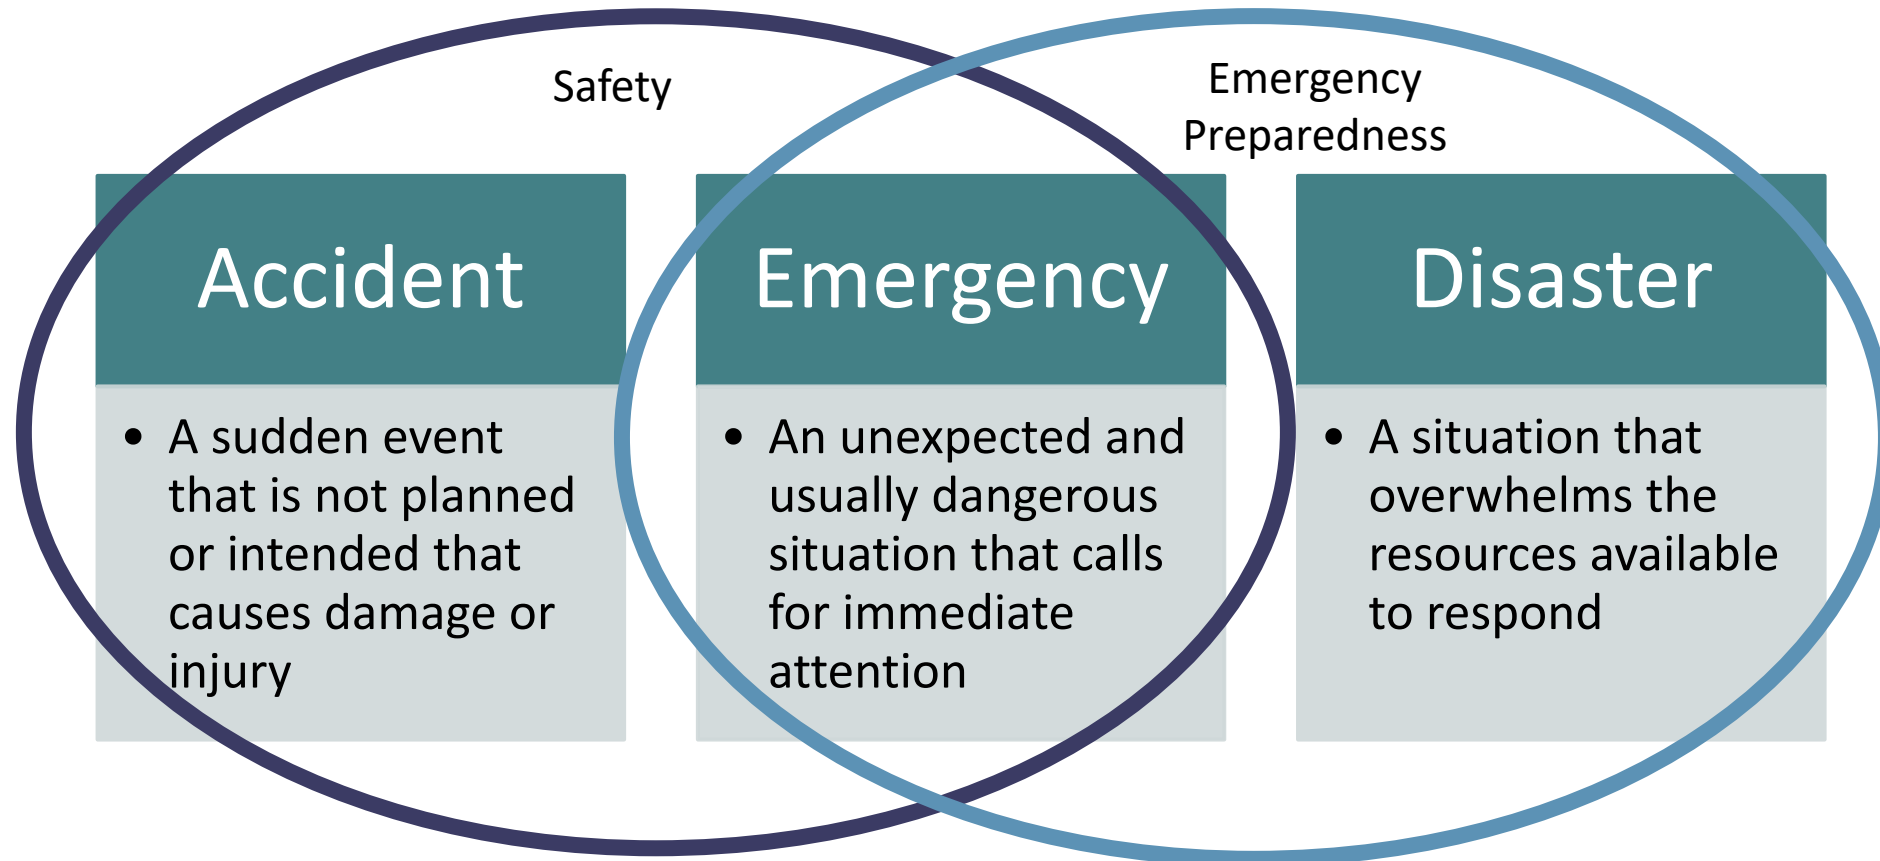 Safety
Emergency
Preparedness
Accident
• A sudden event
that is not planned
or intended that
causes damage or
injury
Emergency
• An unexpected and
usually dangerous
situation that calls
for immediate
attention
Disaster
• A situation that
overwhelms the
resources available
to respond